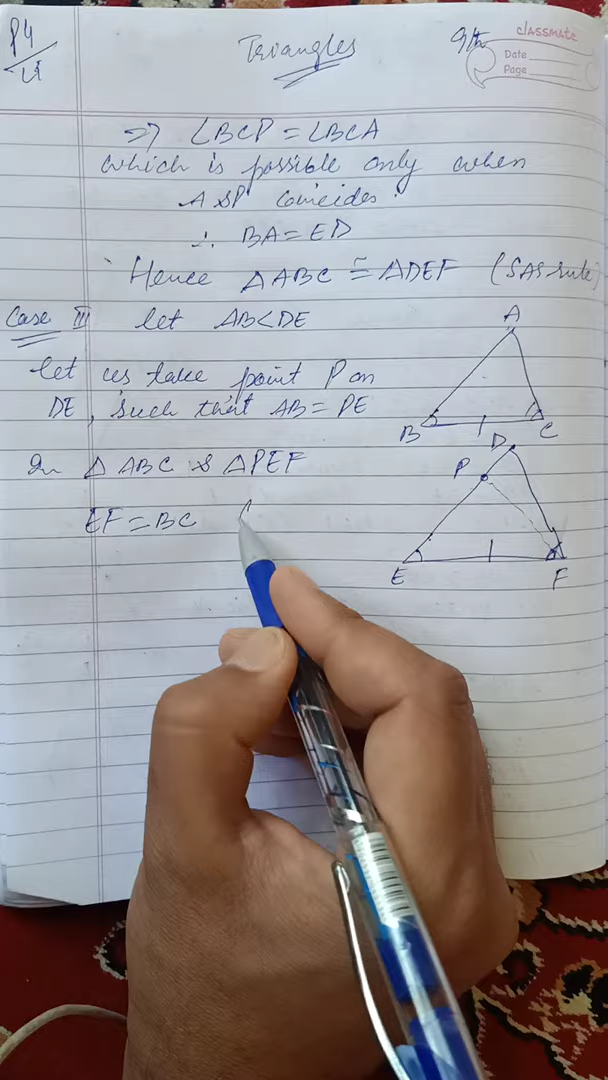 P4
L1
Triangles
9th
classmate
Date
Page
=> ∠BCP = ∠BCA
which is possible only when
A & P coincides.
∴ BA = ED
Hence △ABC ≅ △DEF (SAS rule)
Case III let AB < DE
let us take point P on
DE, such that AB = PE
In △ABC & △PEF
EF = BC (
A
B
C
D
P
E
F